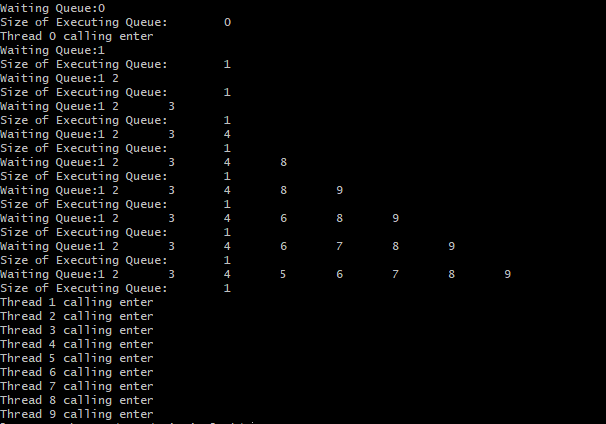 Waiting Queue:0
Size of Executing Queue: 0
Thread 0 calling enter
Waiting Queue:1
Size of Executing Queue: 1
Waiting Queue:1 2
Size of Executing Queue: 1
Waiting Queue:1 2 3
Size of Executing Queue: 1
Waiting Queue:1 2 3 4
Size of Executing Queue: 1
Waiting Queue:1 2 3 4 8
Size of Executing Queue: 1
Waiting Queue:1 2 3 4 8 9
Size of Executing Queue: 1
Waiting Queue:1 2 3 4 6 8 9
Size of Executing Queue: 1
Waiting Queue:1 2 3 4 6 7 8 9
Size of Executing Queue: 1
Waiting Queue:1 2 3 4 5 6 7 8 9
Size of Executing Queue: 1
Thread 1 calling enter
Thread 2 calling enter
Thread 3 calling enter
Thread 4 calling enter
Thread 5 calling enter
Thread 6 calling enter
Thread 7 calling enter
Thread 8 calling enter
Thread 9 calling enter